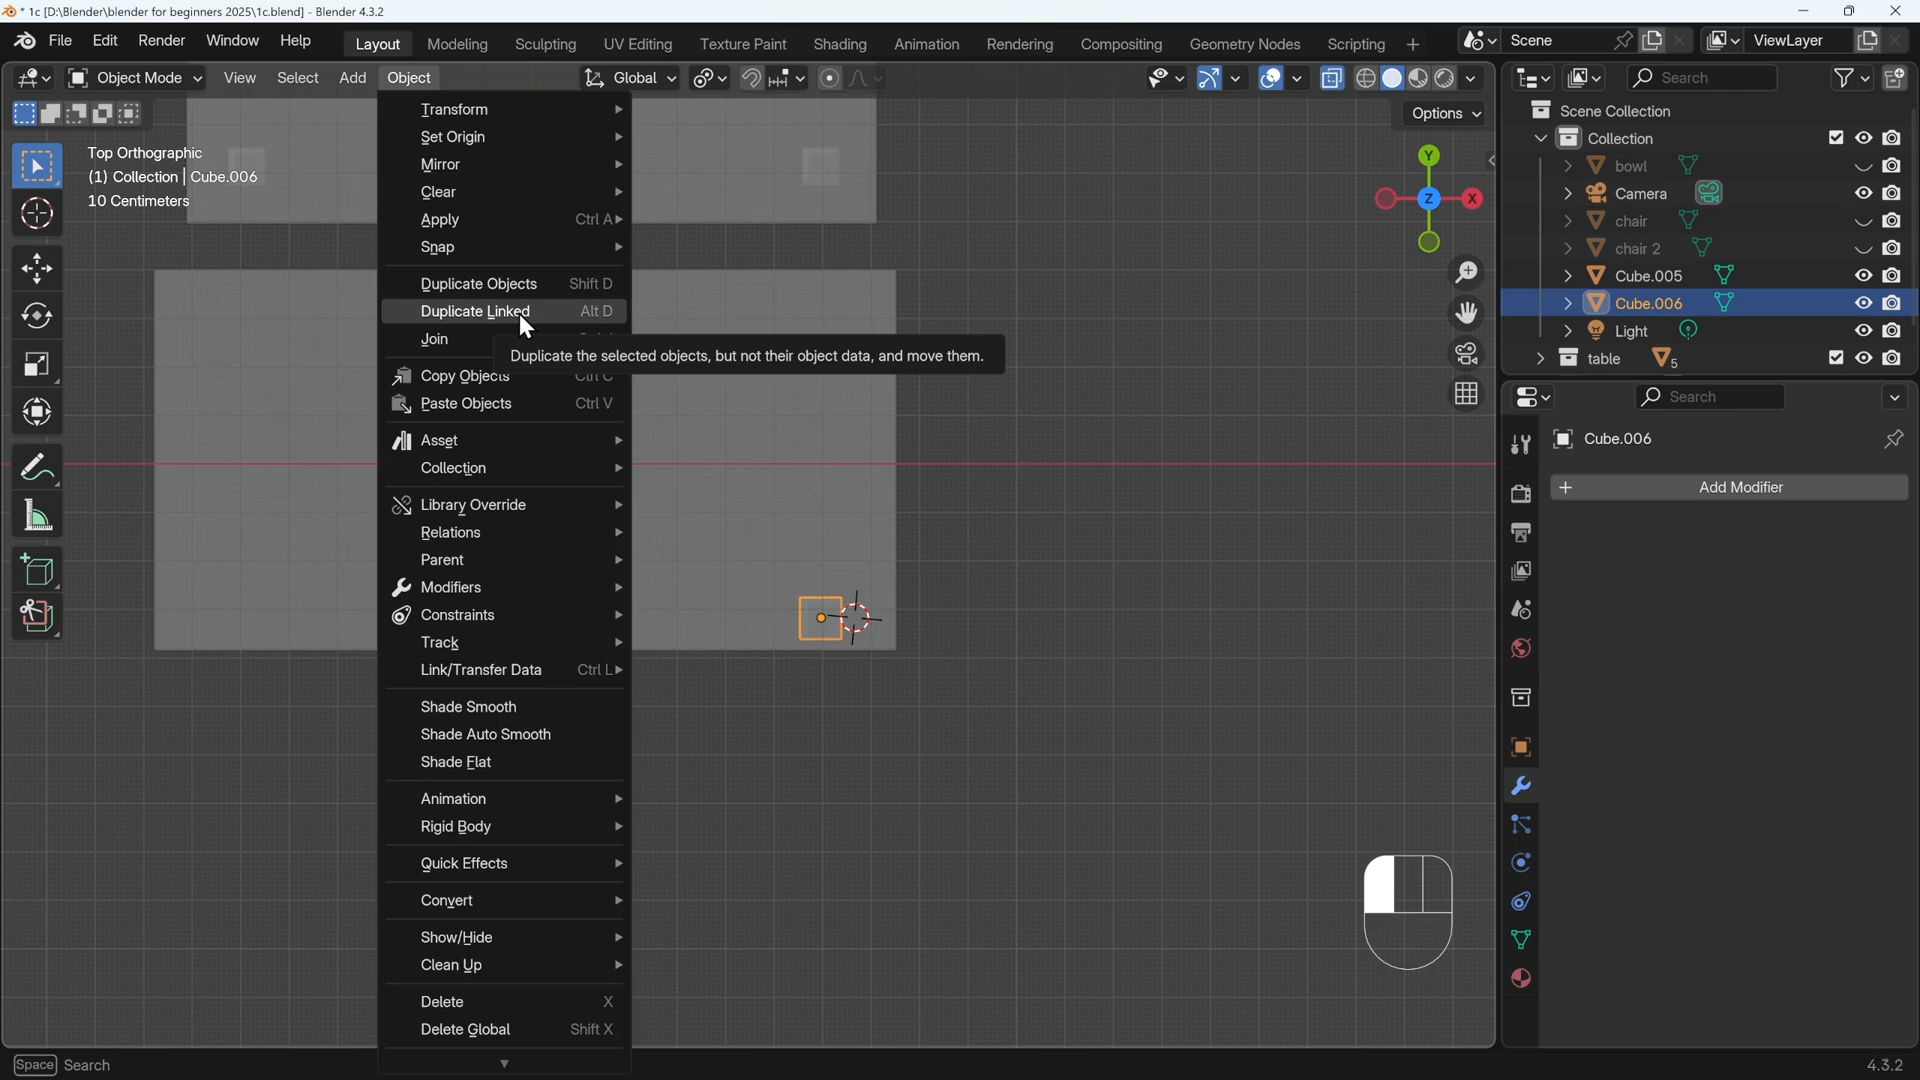 * 1c [D:\Blender\blender for beginners 2025\1c.blend] - Blender 4.3.2
File Edit Render Window Help Layout Modeling Sculpting UV Editing Texture Paint Shading Animation Rendering Compositing Geometry Nodes Scripting + Scene ViewLayer
Object Mode View Select Add Object Global Search
Options
Top Orthographic
(1) Collection | Cube.006
10 Centimeters
Transform
Set Origin
Mirror
Clear
Apply Ctrl A
Snap
Duplicate Objects Shift D
Duplicate Linked Alt D
Join
Duplicate the selected objects, but not their object data, and move them.
Copy Objects Ctrl C
Paste Objects Ctrl V
Asset
Collection
Library Override
Relations
Parent
Modifiers
Constraints
Track
Link/Transfer Data Ctrl L
Shade Smooth
Shade Auto Smooth
Shade Flat
Animation
Rigid Body
Quick Effects
Convert
Show/Hide
Clean Up
Delete X
Delete Global Shift X
Y
Z X
Scene Collection
Collection
bowl
Camera
chair
chair 2
Cube.005
Cube.006
Light
table 5
Search
Cube.006
+ Add Modifier
Space Search
4.3.2